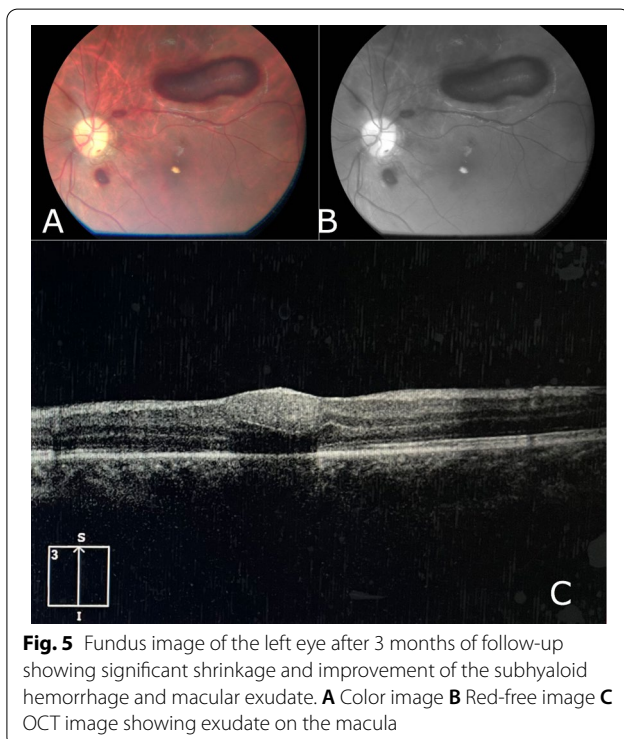 A
B
S
3
I
C
Fig. 5 Fundus image of the left eye after 3 months of follow-up
showing significant shrinkage and improvement of the subhyaloid
hemorrhage and macular exudate. A Color image B Red-free image C
OCT image showing exudate on the macula